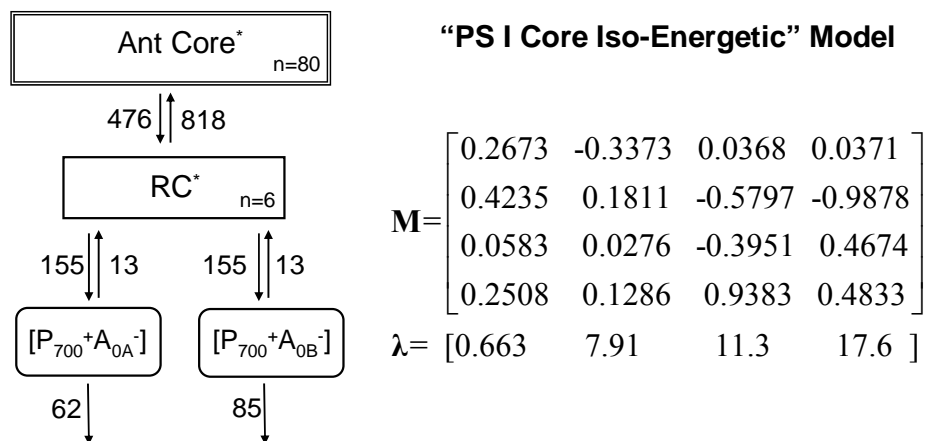 “PS I Core Iso-Energetic” Model
Ant Core*
n=80
476 818
RC*
n=6
155 13 155 13
[P700+A0A-] [P700+A0B-]
62 85
M= 0.2673 -0.3373 0.0368 0.0371
0.4235 0.1811 -0.5797 -0.9878
0.0583 0.0276 -0.3951 0.4674
0.2508 0.1286 0.9383 0.4833
λ= [0.663 7.91 11.3 17.6 ]